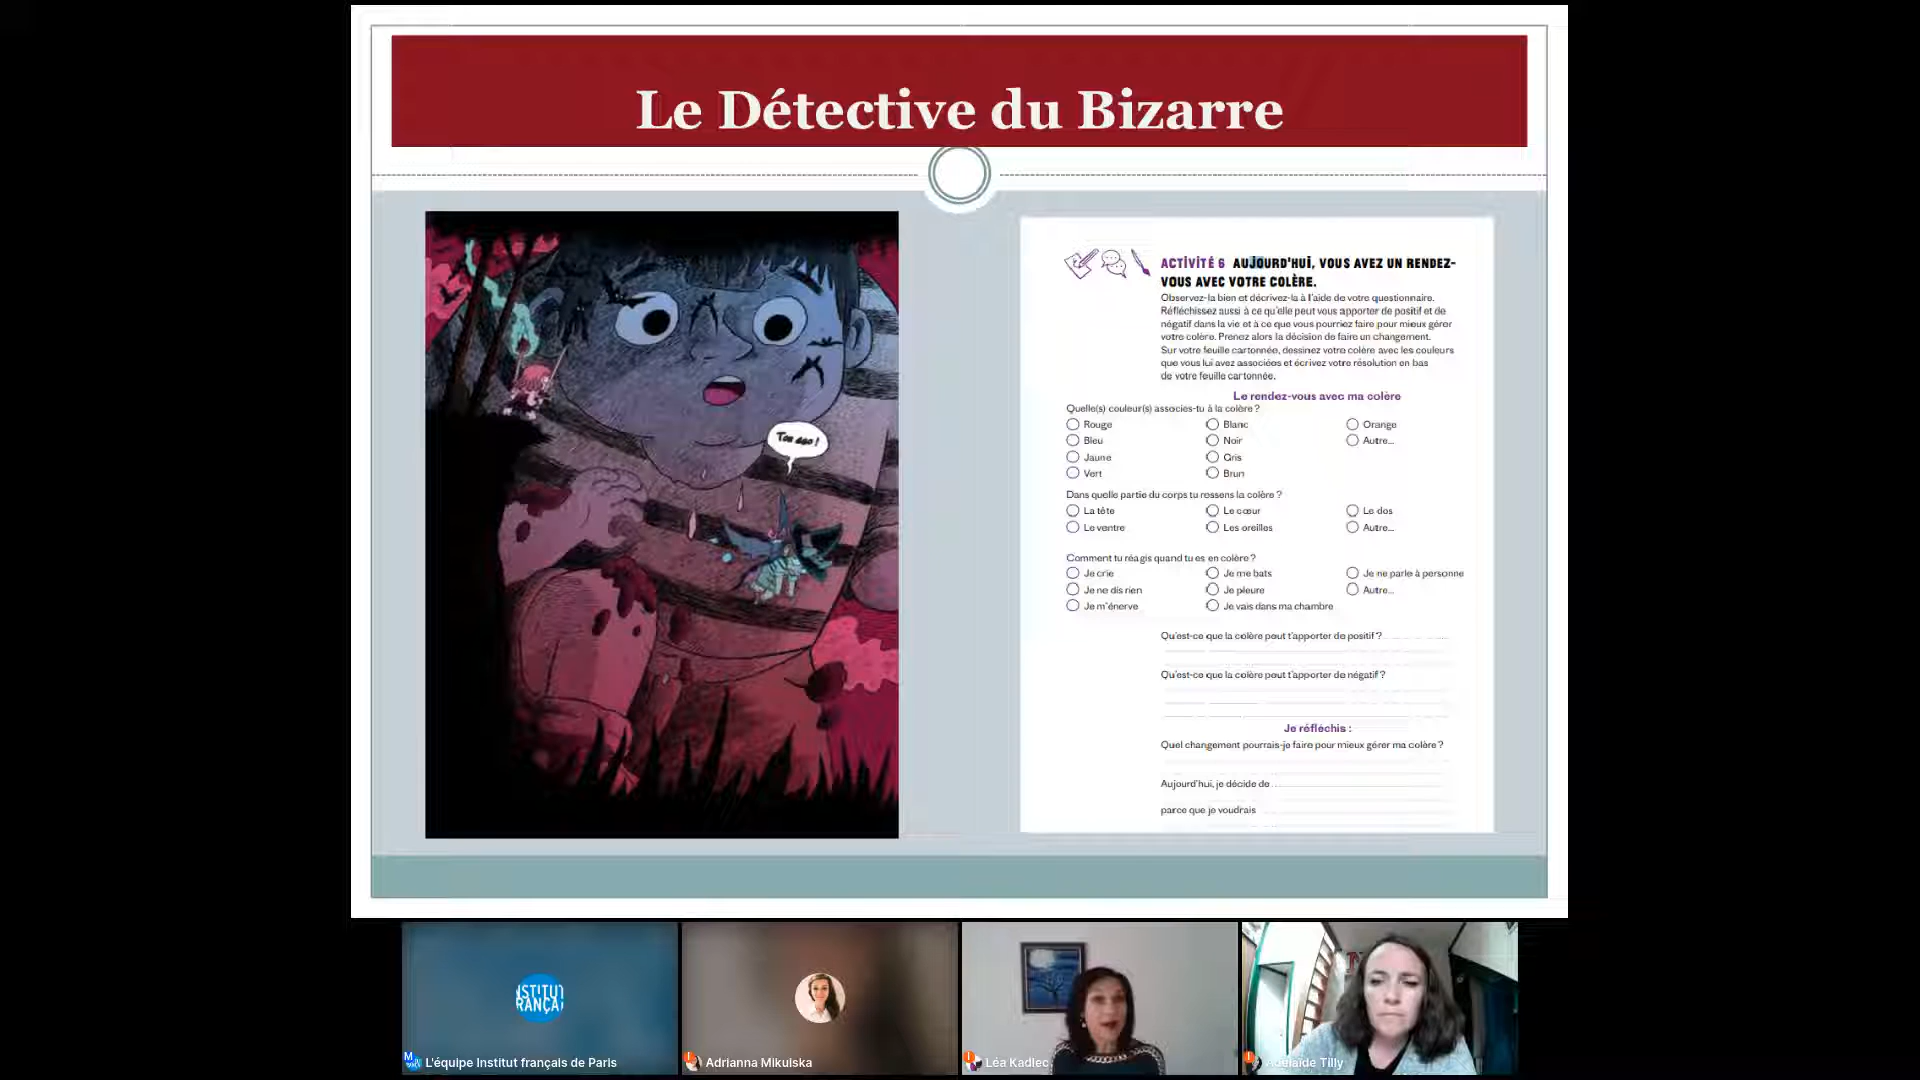 Le Détective du Bizarre
ACTIVITÉ 6 AUJOURD'HUI, VOUS AVEZ UN RENDEZ-
VOUS AVEC VOTRE COLÈRE.
Observez-la bien et décrivez-la à l'aide de votre questionnaire.
Réfléchissez aussi à ce qu'elle peut vous apporter de positif et de
négatif dans la vie et à ce que vous pourriez faire pour mieux gérer
votre colère. Prenez alors la décision de faire un changement.
Sur votre feuille cartonnée, dessinez votre colère avec les couleurs
que vous lui avez associées et écrivez votre résolution en bas
de votre feuille cartonnée.
Le rendez-vous avec ma colère
Quelle(s) couleur(s) associes-tu à la colère ?
Rouge Blanc Orange
Bleu Noir Autre...
Jaune Gris
Vert Brun
Dans quelle partie du corps tu ressens la colère ?
La tête Le cœur Le dos
Le ventre Les oreilles Autre...
Comment tu réagis quand tu es en colère ?
Je crie Je me bats Je ne parle à personne
Je ne dis rien Je pleure Autre...
Je m'énerve Je vais dans ma chambre
Qu'est-ce que la colère peut t'apporter de positif ?
Qu'est-ce que la colère peut t'apporter de négatif ?
Je réfléchis :
Quel changement pourrais-je faire pour mieux gérer ma colère ?
Aujourd'hui, je décide de
parce que je voudrais
L'équipe Institut français de Paris
Adrianna Mikulska
Léa Kadlec
Adélaïde Tilly